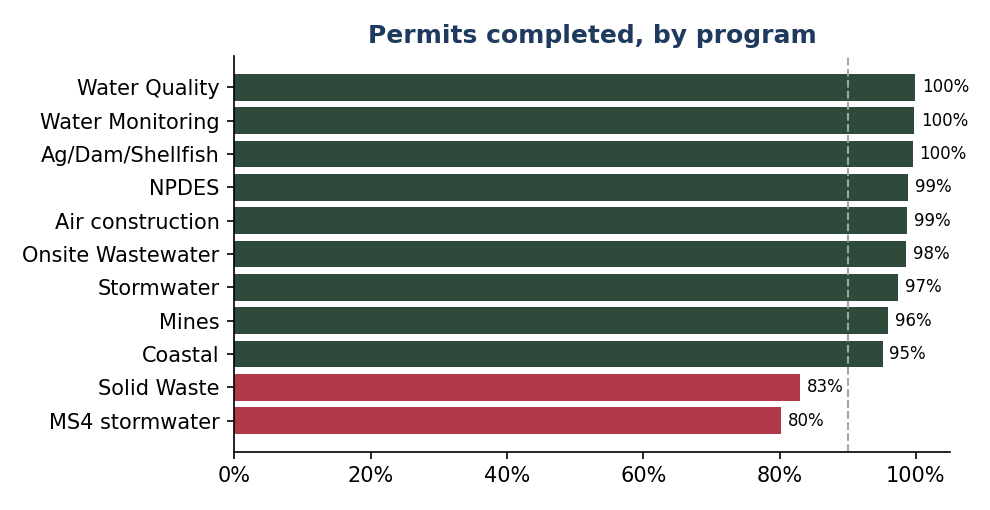 Permits completed, by program
Water Quality 100%
Water Monitoring 100%
Ag/Dam/Shellfish 100%
NPDES 99%
Air construction 99%
Onsite Wastewater 98%
Stormwater 97%
Mines 96%
Coastal 95%
Solid Waste 83%
MS4 stormwater 80%
0% 20% 40% 60% 80% 100%